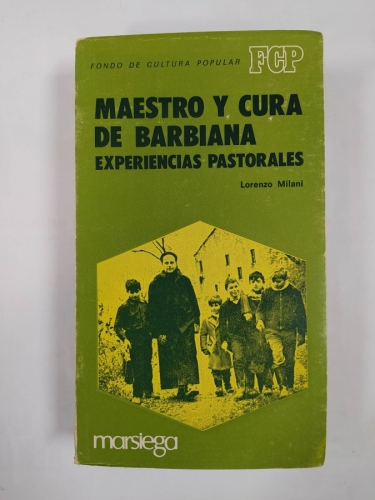 FONDO DE CULTURA POPULAR FCP
MAESTRO Y CURA
DE BARBIANA
EXPERIENCIAS PASTORALES
Lorenzo Milani
marsiega